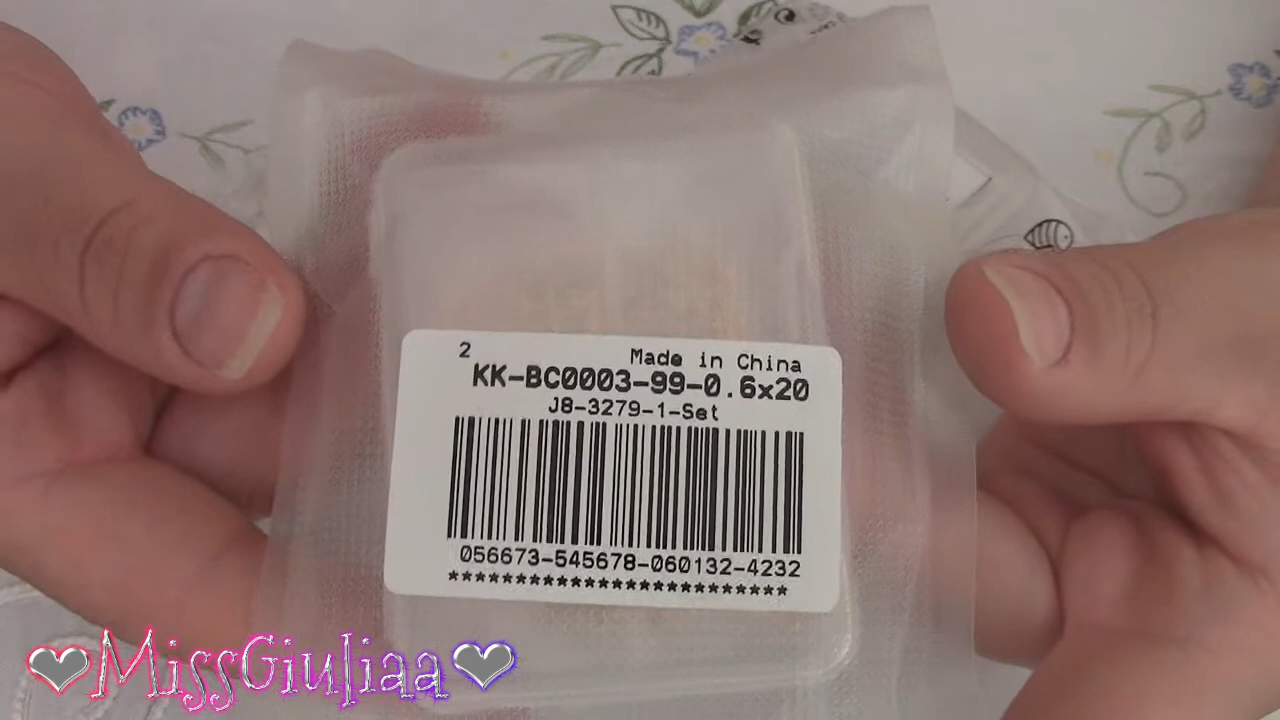 2
Made in China
KK-BC0003-99-0.6x20
J8-3279-1-Set
056673-545678-060132-4232
*************************
MissGiuliaa